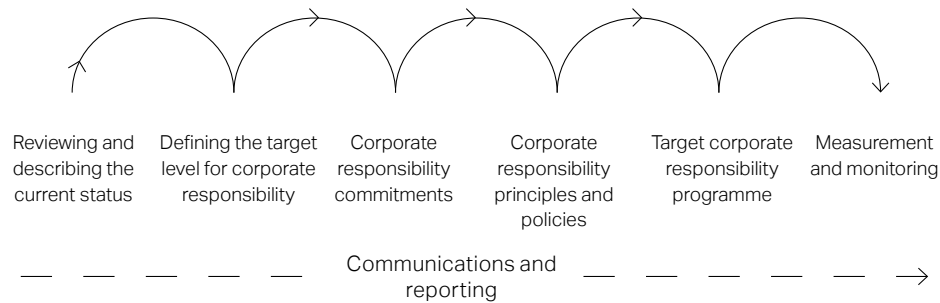 Reviewing and
describing the
current status
Defining the target
level for corporate
responsibility
Corporate
responsibility
commitments
Corporate
responsibility
principles and
policies
Target corporate
responsibility
programme
Measurement
and monitoring
Communications and
reporting